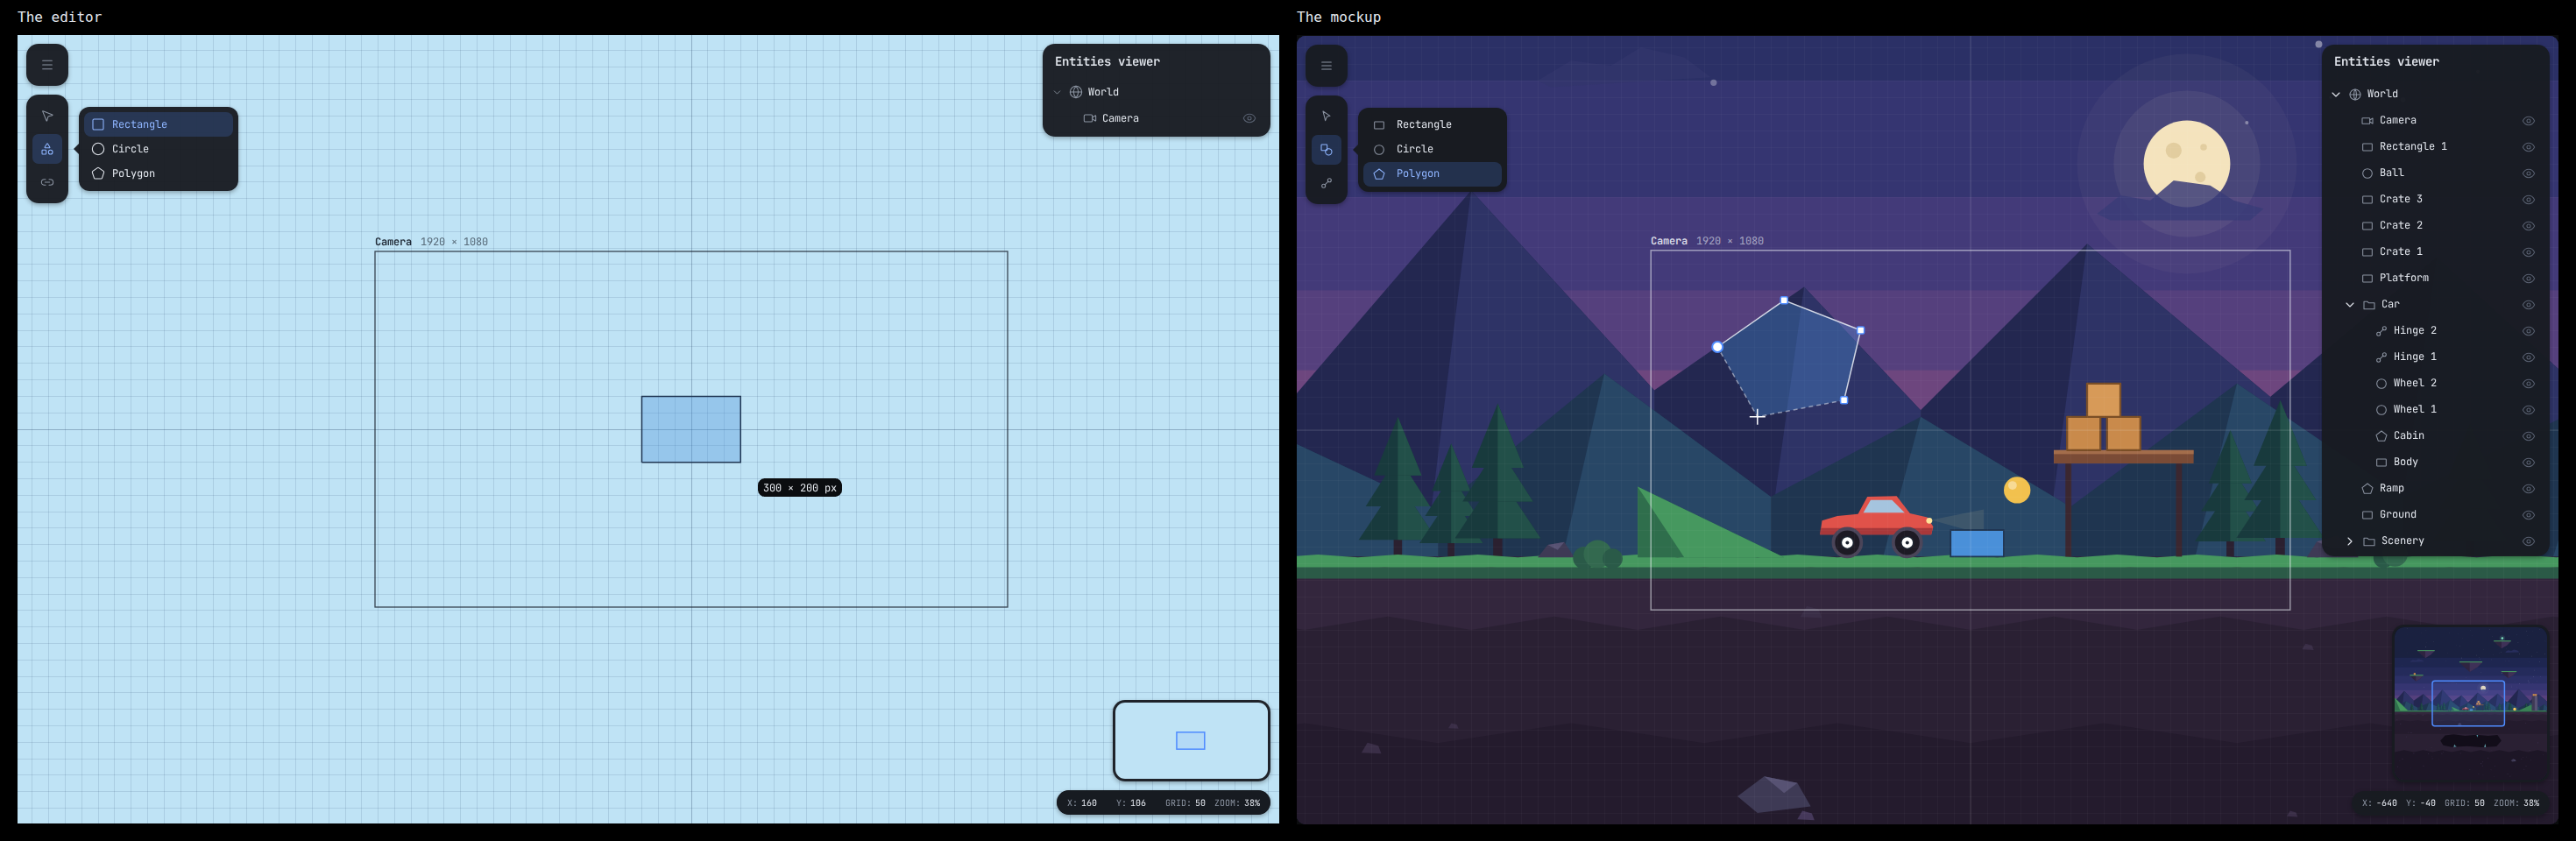 The editor
Entities viewer
World
Camera
Rectangle
Circle
Polygon
Camera 1920 × 1080
300 × 200 px
X: 160 Y: 106 GRID: 50 ZOOM: 38%
The mockup
Entities viewer
World
Camera
Rectangle 1
Ball
Crate 3
Crate 2
Crate 1
Platform
Car
Hinge 2
Hinge 1
Wheel 2
Wheel 1
Cabin
Body
Ramp
Ground
Scenery
Rectangle
Circle
Polygon
Camera 1920 × 1080
X: -640 Y: -40 GRID: 50 ZOOM: 38%